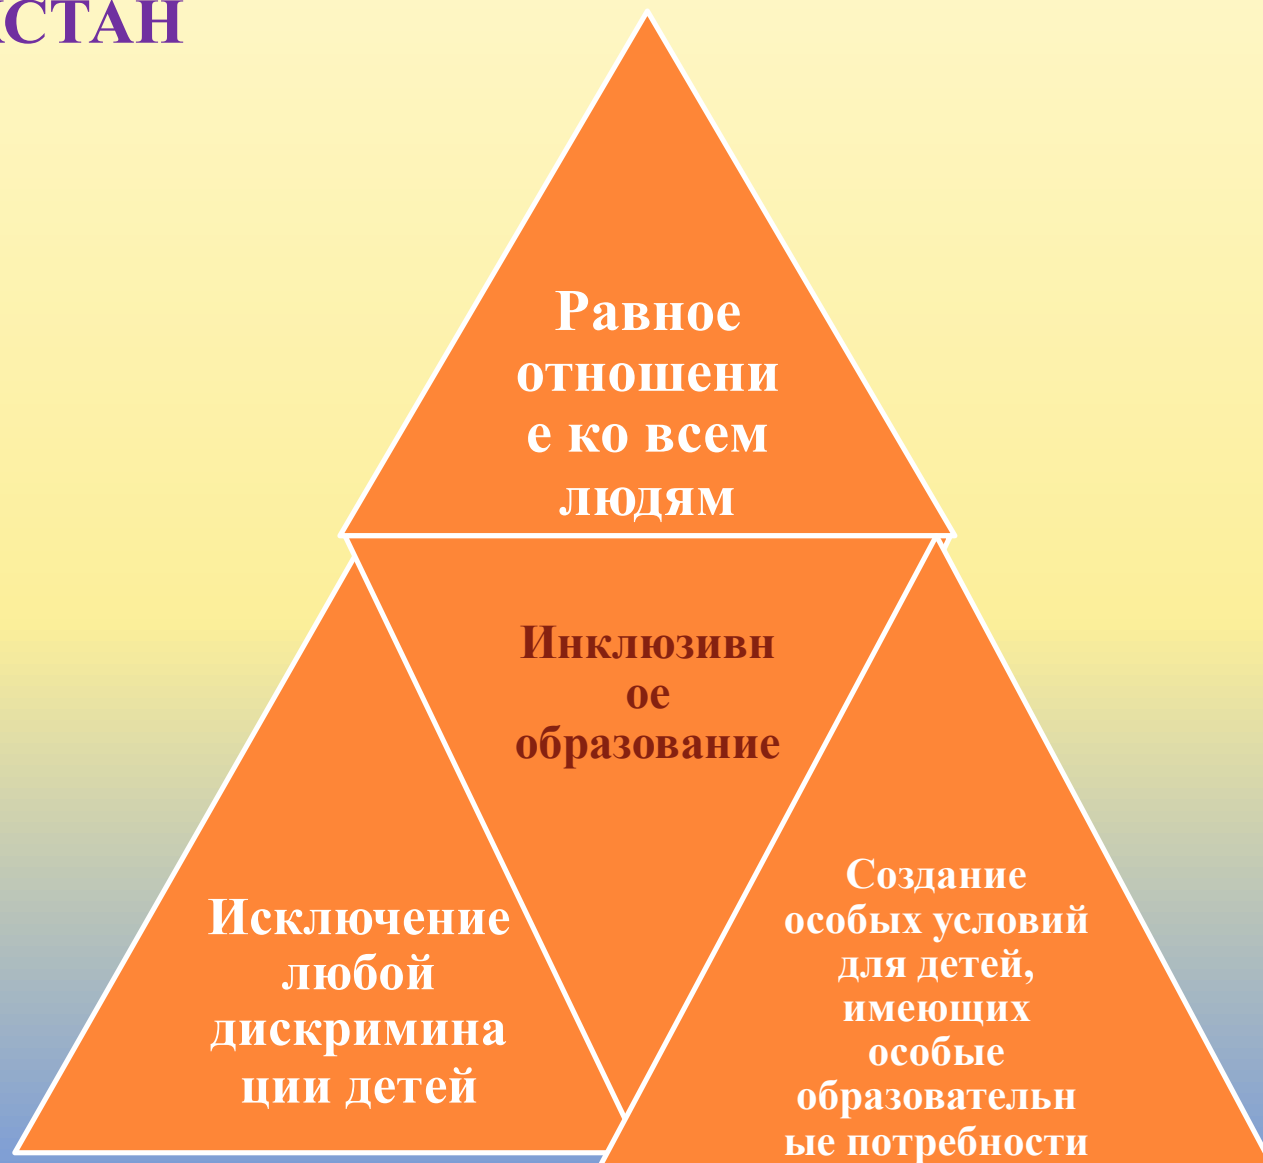 КСТАН
Равное
отношени
е ко всем
людям
Инклюзивн
ое
образование
Исключение
любой
дискримина
ции детей
Создание
особых условий
для детей,
имеющих
особые
образовательн
ые потребности